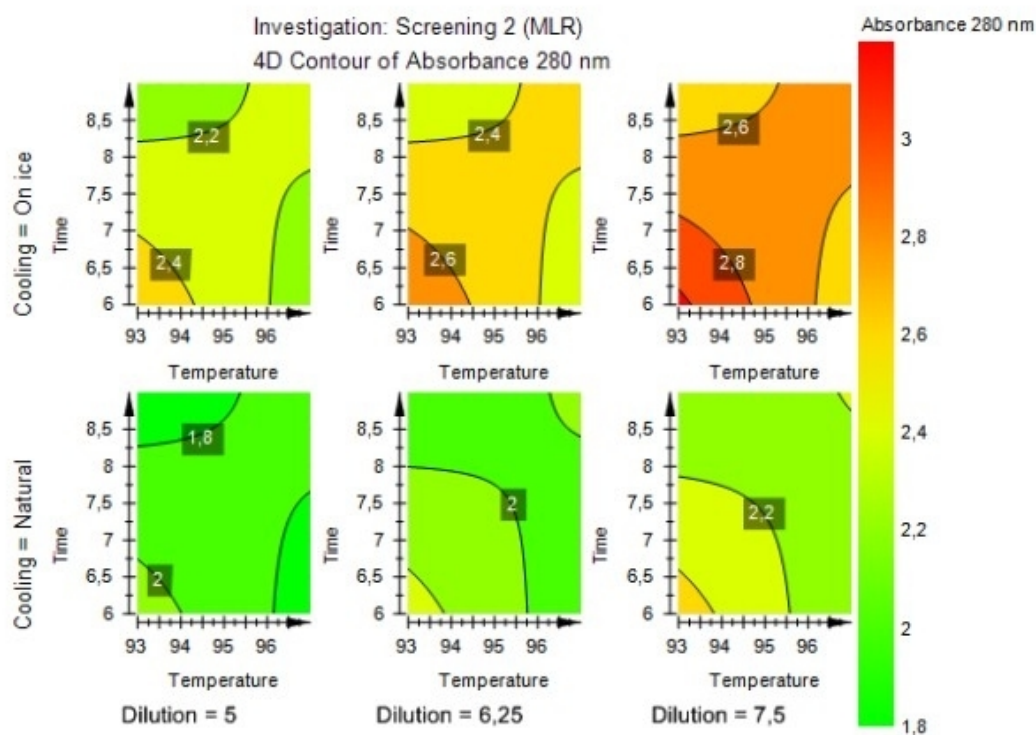 Investigation: Screening 2 (MLR)
4D Contour of Absorbance 280 nm
Absorbance 280 nm
Cooling = On ice
Time
8,5
8
7,5
7
6,5
6
2,2
2,4
93 94 95 96
Temperature
Time
8,5
8
7,5
7
6,5
6
2,4
2,6
93 94 95 96
Temperature
Time
8,5
8
7,5
7
6,5
6
2,6
2,8
93 94 95 96
Temperature
Cooling = Natural
Time
8,5
8
7,5
7
6,5
6
1,8
2
93 94 95 96
Temperature
Dilution = 5
Time
8,5
8
7,5
7
6,5
6
2
93 94 95 96
Temperature
Dilution = 6,25
Time
8,5
8
7,5
7
6,5
6
2,2
93 94 95 96
Temperature
Dilution = 7,5
3
2,8
2,6
2,4
2,2
2
1,8